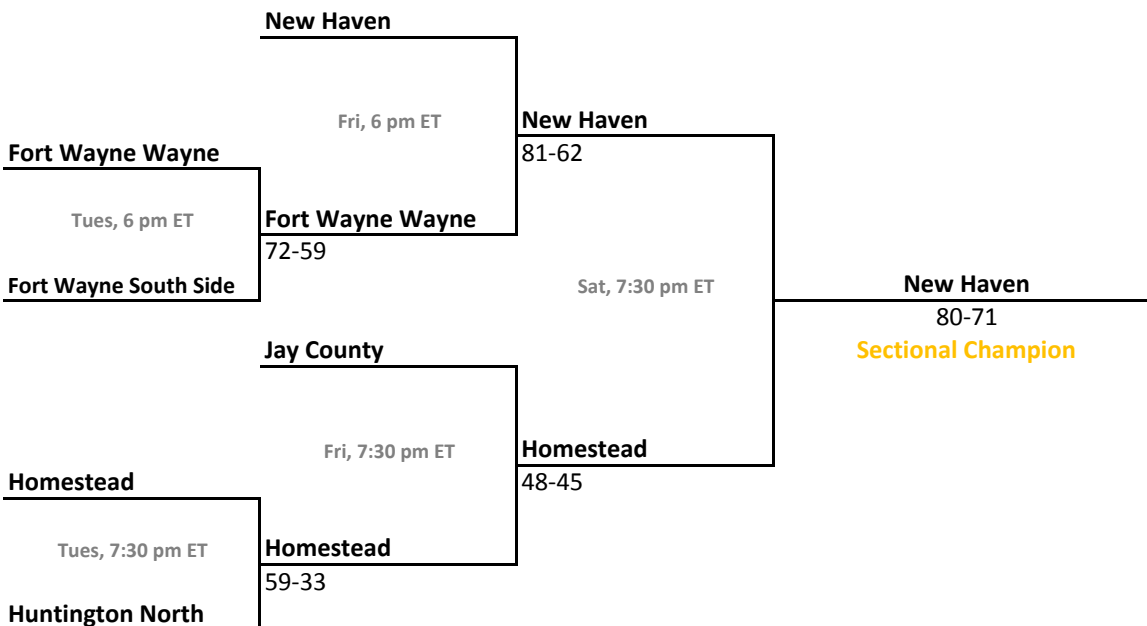 New Haven
Fri, 6 pm ET
New Haven
Fort Wayne Wayne
81-62
Tues, 6 pm ET
Fort Wayne Wayne
72-59
Fort Wayne South Side
Sat, 7:30 pm ET
New Haven
80-71
Jay County
Sectional Champion
Fri, 7:30 pm ET
Homestead
Homestead
48-45
Tues, 7:30 pm ET
Homestead
59-33
Huntington North